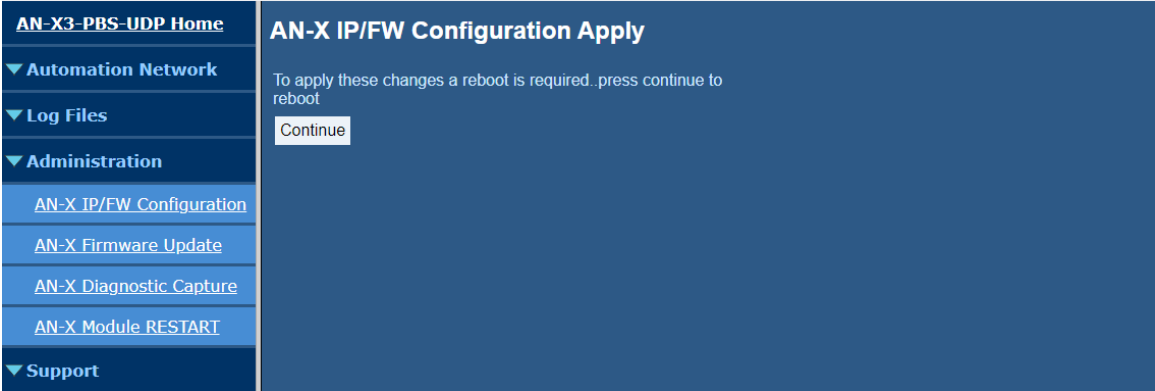 AN-X3-PBS-UDP Home
Automation Network
Log Files
Administration
AN-X IP/FW Configuration
AN-X Firmware Update
AN-X Diagnostic Capture
AN-X Module RESTART
Support
AN-X IP/FW Configuration Apply
To apply these changes a reboot is required..press continue to
reboot
Continue